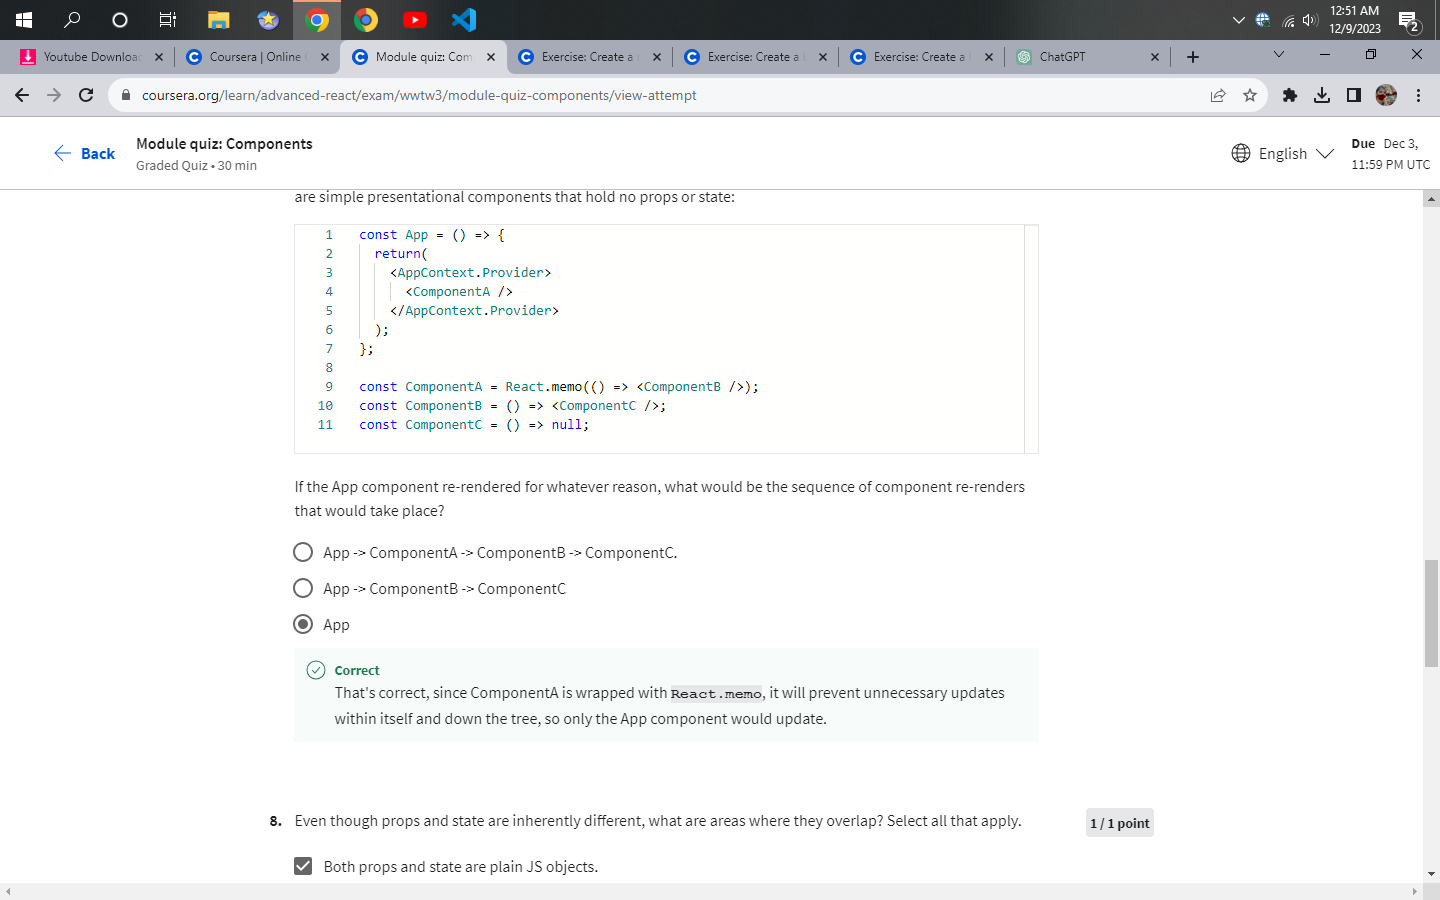 12:51 AM
12/9/2023
2
Youtube Downloa
Coursera | Online
Module quiz: Com
Exercise: Create a
Exercise: Create a
Exercise: Create a
ChatGPT
coursera.org/learn/advanced-react/exam/wwtw3/module-quiz-components/view-attempt
Back
Module quiz: Components
Graded Quiz • 30 min
English
Due Dec 3,
11:59 PM UTC
are simple presentational components that hold no props or state:
1 const App = () => {
2 return(
3 <AppContext.Provider>
4 <ComponentA />
5 </AppContext.Provider>
6 );
7 };
8
9 const ComponentA = React.memo(() => <ComponentB />);
10 const ComponentB = () => <ComponentC />;
11 const ComponentC = () => null;
If the App component re-rendered for whatever reason, what would be the sequence of component re-renders
that would take place?
App -> ComponentA -> ComponentB -> ComponentC.
App -> ComponentB -> ComponentC
App
Correct
That's correct, since ComponentA is wrapped with React.memo, it will prevent unnecessary updates
within itself and down the tree, so only the App component would update.
8. Even though props and state are inherently different, what are areas where they overlap? Select all that apply.
1 / 1 point
Both props and state are plain JS objects.